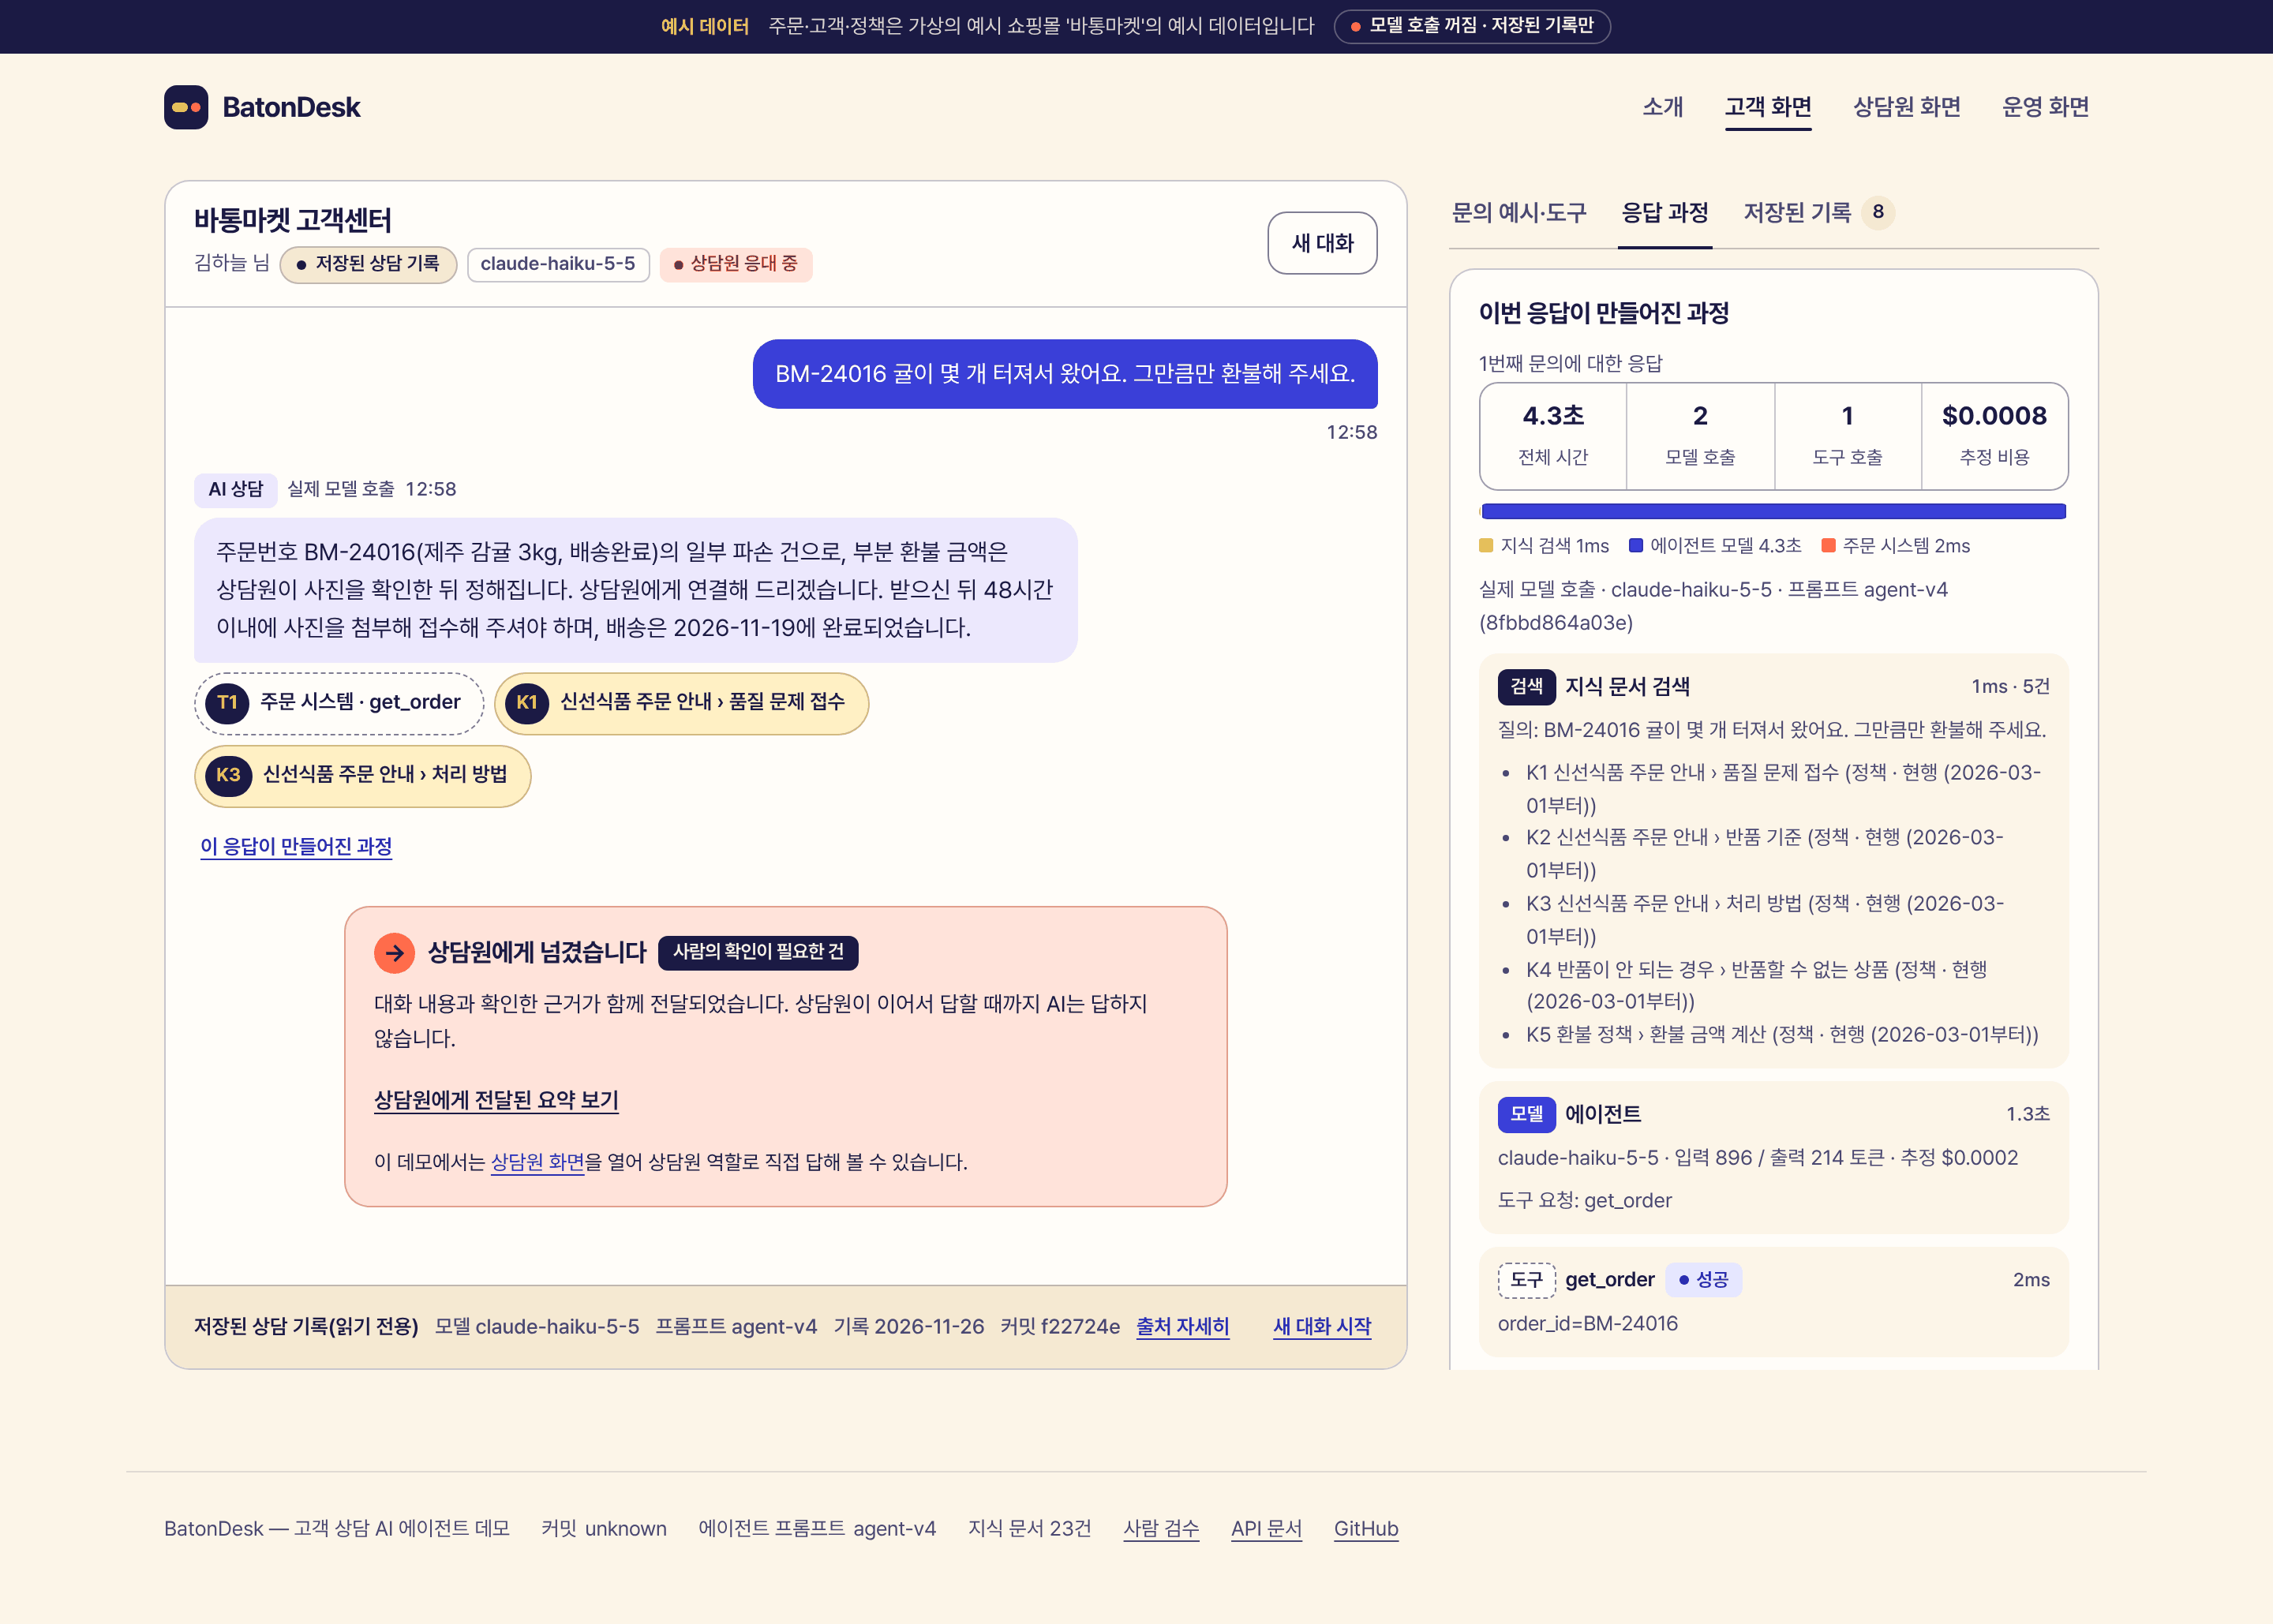 예시 데이터 주문·고객·정책은 가상의 예시 쇼핑몰 '바통마켓'의 예시 데이터입니다 모델 호출 꺼짐 · 저장된 기록만
BatonDesk
소개 고객 화면 상담원 화면 운영 화면
바통마켓 고객센터
김하늘 님 저장된 상담 기록 claude-haiku-5-5 상담원 응대 중
새 대화
BM-24016 귤이 몇 개 터져서 왔어요. 그만큼만 환불해 주세요.
12:58
AI 상담 실제 모델 호출 12:58
주문번호 BM-24016(제주 감귤 3kg, 배송완료)의 일부 파손 건으로, 부분 환불 금액은
상담원이 사진을 확인한 뒤 정해집니다. 상담원에게 연결해 드리겠습니다. 받으신 뒤 48시간
이내에 사진을 첨부해 접수해 주셔야 하며, 배송은 2026-11-19에 완료되었습니다.
T1 주문 시스템 · get_order K1 신선식품 주문 안내 › 품질 문제 접수
K3 신선식품 주문 안내 › 처리 방법
이 응답이 만들어진 과정
상담원에게 넘겼습니다 사람의 확인이 필요한 건
대화 내용과 확인한 근거가 함께 전달되었습니다. 상담원이 이어서 답할 때까지 AI는 답하지
않습니다.
상담원에게 전달된 요약 보기
이 데모에서는 상담원 화면을 열어 상담원 역할로 직접 답해 볼 수 있습니다.
저장된 상담 기록(읽기 전용) 모델 claude-haiku-5-5 프롬프트 agent-v4 기록 2026-11-26 커밋 f22724e 출처 자세히 새 대화 시작
문의 예시·도구 응답 과정 저장된 기록 8
이번 응답이 만들어진 과정
1번째 문의에 대한 응답
4.3초 2 1 $0.0008
전체 시간 모델 호출 도구 호출 추정 비용
지식 검색 1ms 에이전트 모델 4.3초 주문 시스템 2ms
실제 모델 호출 · claude-haiku-5-5 · 프롬프트 agent-v4
(8fbbd864a03e)
검색 지식 문서 검색 1ms · 5건
질의: BM-24016 귤이 몇 개 터져서 왔어요. 그만큼만 환불해 주세요.
• K1 신선식품 주문 안내 › 품질 문제 접수 (정책 · 현행 (2026-03-
01부터))
• K2 신선식품 주문 안내 › 반품 기준 (정책 · 현행 (2026-03-
01부터))
• K3 신선식품 주문 안내 › 처리 방법 (정책 · 현행 (2026-03-
01부터))
• K4 반품이 안 되는 경우 › 반품할 수 없는 상품 (정책 · 현행
(2026-03-01부터))
• K5 환불 정책 › 환불 금액 계산 (정책 · 현행 (2026-03-01부터))
모델 에이전트 1.3초
claude-haiku-5-5 · 입력 896 / 출력 214 토큰 · 추정 $0.0002
도구 요청: get_order
도구 get_order 성공 2ms
order_id=BM-24016
BatonDesk — 고객 상담 AI 에이전트 데모 커밋 unknown 에이전트 프롬프트 agent-v4 지식 문서 23건 사람 검수 API 문서 GitHub